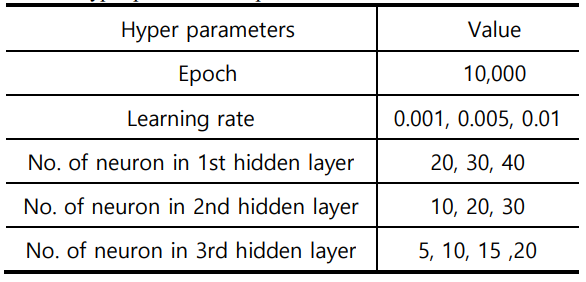 Hyper parameters Value
Epoch 10,000
Learning rate 0.001, 0.005, 0.01
No. of neuron in 1st hidden layer 20, 30, 40
No. of neuron in 2nd hidden layer 10, 20, 30
No. of neuron in 3rd hidden layer 5, 10, 15 ,20